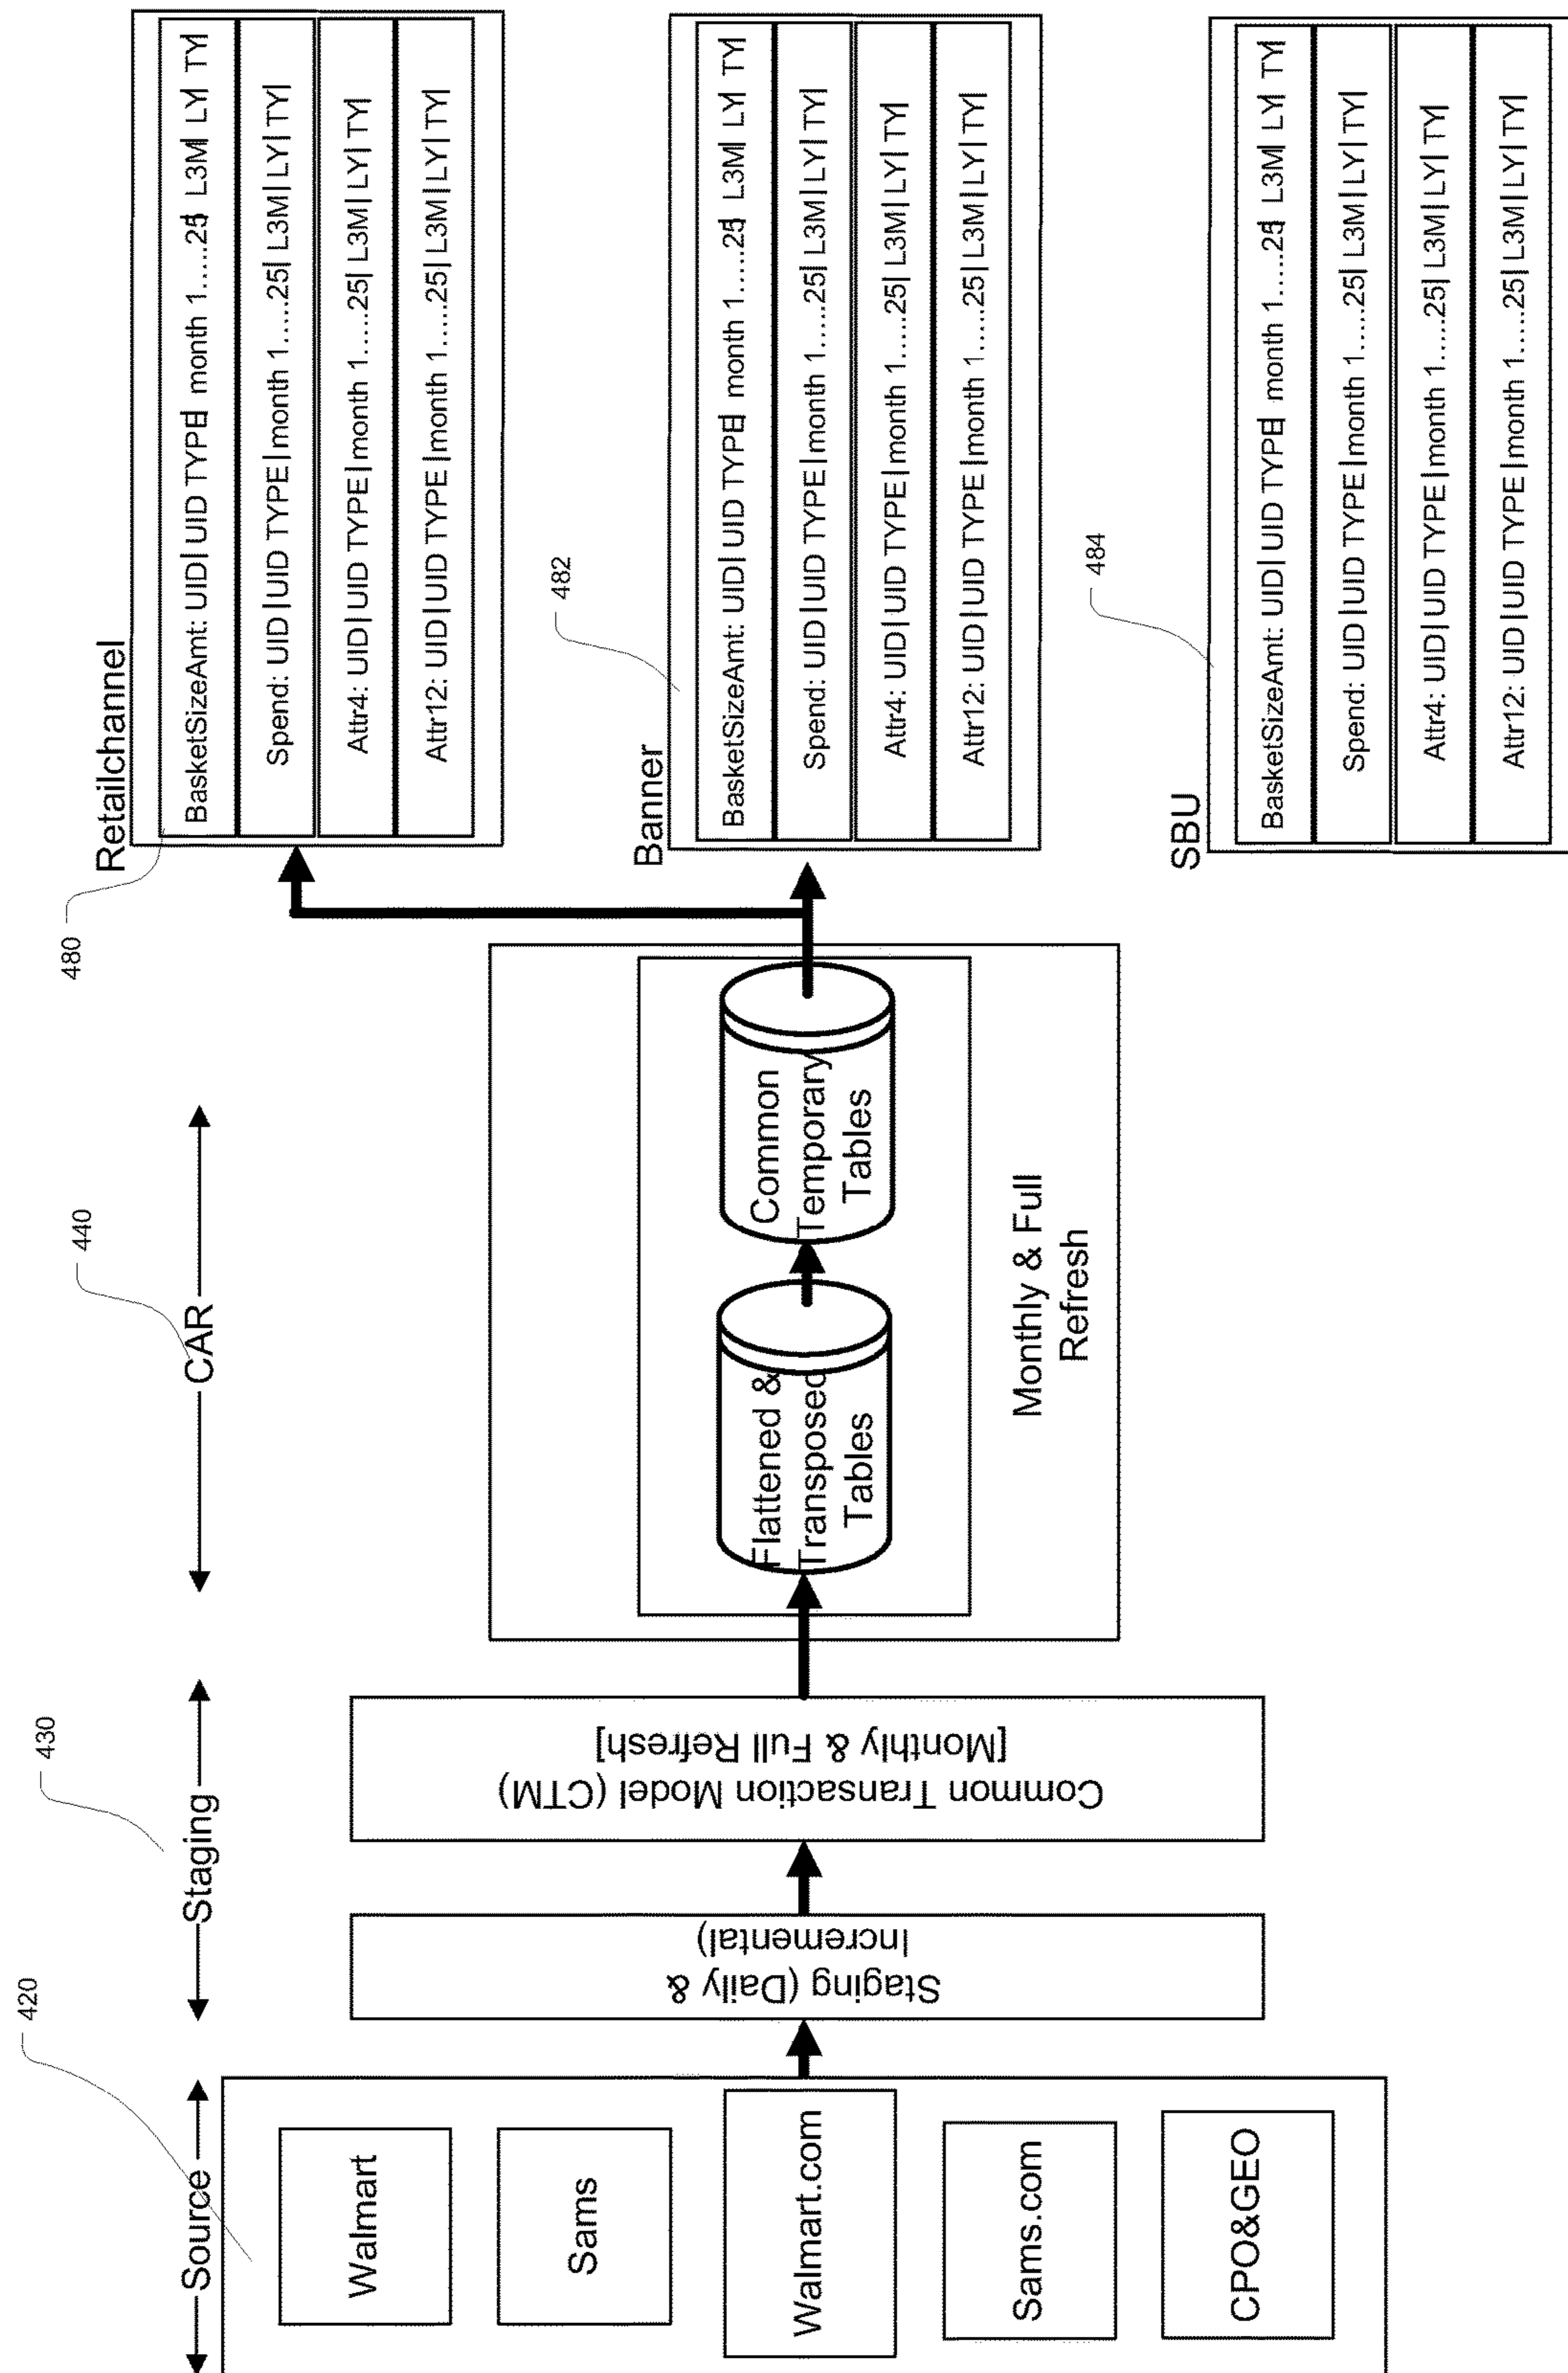 Source
420
Walmart
Sams
Walmart.com
Sams.com
CPO&GEO
Staging
430
Staging (Daily &
Incremental)
Common Transaction Model (CTM)
[Monthly & Full Refresh]
CAR
440
Flattened &
Transposed
Tables
Common
Temporary
Tables
Monthly & Full
Refresh
480
Retailchannel
BasketSizeAmt: UID| UID TYPE| month 1.....25| L3M| LY| TY|
Spend: UID|UID TYPE|month 1.....25| L3M|LY|TY|
Attr4: UID|UID TYPE|month 1.....25| L3M|LY|TY|
Attr12: UID|UID TYPE|month 1.....25|L3M|LY|TY|
482
Banner
BasketSizeAmt: UID| UID TYPE| month 1.....25| L3M| LY| TY|
Spend: UID|UID TYPE|month 1.....25| L3M|LY|TY|
Attr4: UID|UID TYPE|month 1.....25| L3M|LY|TY|
Attr12: UID|UID TYPE|month 1.....25|L3M|LY|TY|
484
SBU
BasketSizeAmt: UID| UID TYPE| month 1.....25| L3M| LY| TY|
Spend: UID|UID TYPE|month 1.....25| L3M|LY|TY|
Attr4: UID|UID TYPE|month 1.....25| L3M|LY|TY|
Attr12: UID|UID TYPE|month 1.....25|L3M|LY|TY|